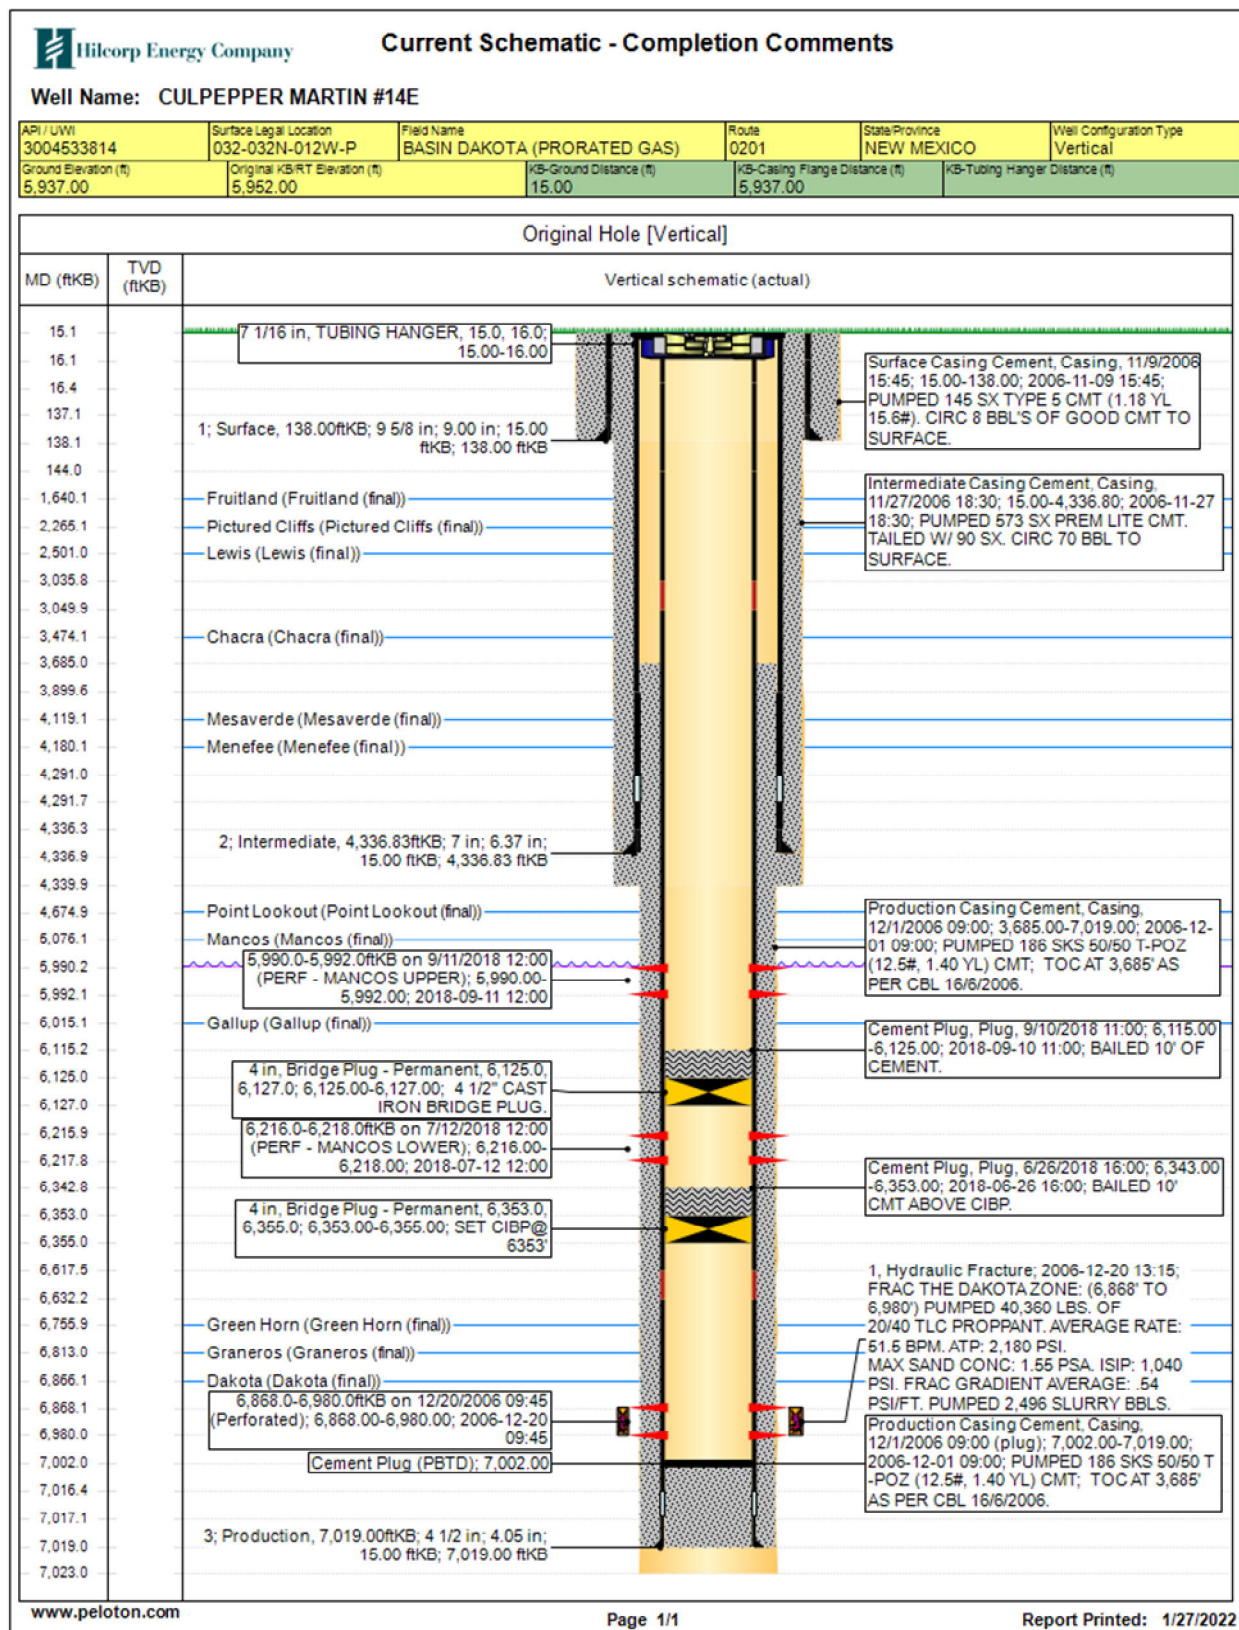 Hilcorp Energy Company
Current Schematic - Completion Comments
Well Name: CULPEPPER MARTIN #14E
API / UWI
3004533814
Surface Legal Location
032-032N-012W-P
Field Name
BASIN DAKOTA (PRORATED GAS)
Route
0201
State/Province
NEW MEXICO
Well Configuration Type
Vertical
Ground Elevation (ft)
5,937.00
Original KB/RT Elevation (ft)
5,952.00
KB-Ground Distance (ft)
15.00
KB-Casing Flange Distance (ft)
5,937.00
KB-Tubing Hanger Distance (ft)
Original Hole [Vertical]
MD (ftKB)
TVD
(ftKB)
Vertical schematic (actual)
15.1
16.1
16.4
137.1
138.1
144.0
1,640.1
2,265.1
2,501.0
3,035.8
3,049.9
3,474.1
3,685.0
3,899.6
4,119.1
4,180.1
4,291.0
4,291.7
4,336.3
4,336.9
4,339.9
4,674.9
5,076.1
5,990.2
5,992.1
6,015.1
6,115.2
6,125.0
6,127.0
6,215.9
6,217.8
6,342.8
6,353.0
6,355.0
6,617.5
6,632.2
6,755.9
6,813.0
6,866.1
6,868.1
6,980.0
7,002.0
7,016.4
7,017.1
7,019.0
7,023.0
7 1/16 in, TUBING HANGER, 15.0, 16.0;
15.00-16.00
1; Surface, 138.00ftKB; 9 5/8 in; 9.00 in; 15.00
ftKB; 138.00 ftKB
Fruitland (Fruitland (final))
Pictured Cliffs (Pictured Cliffs (final))
Lewis (Lewis (final))
Chacra (Chacra (final))
Mesaverde (Mesaverde (final))
Menefee (Menefee (final))
2; Intermediate, 4,336.83ftKB; 7 in; 6.37 in;
15.00 ftKB; 4,336.83 ftKB
Point Lookout (Point Lookout (final))
Mancos (Mancos (final))
5,990.0-5,992.0ftKB on 9/11/2018 12:00
(PERF - MANCOS UPPER); 5,990.00-
5,992.00; 2018-09-11 12:00
Gallup (Gallup (final))
4 in, Bridge Plug - Permanent, 6,125.0,
6,127.0; 6,125.00-6,127.00; 4 1/2" CAST
IRON BRIDGE PLUG.
6,216.0-6,218.0ftKB on 7/12/2018 12:00
(PERF - MANCOS LOWER); 6,216.00-
6,218.00; 2018-07-12 12:00
4 in, Bridge Plug - Permanent, 6,353.0,
6,355.0; 6,353.00-6,355.00; SET CIBP@
6353'
Green Horn (Green Horn (final))
Graneros (Graneros (final))
Dakota (Dakota (final))
6,868.0-6,980.0ftKB on 12/20/2006 09:45
(Perforated); 6,868.00-6,980.00; 2006-12-20
09:45
Cement Plug (PBTD); 7,002.00
3; Production, 7,019.00ftKB; 4 1/2 in; 4.05 in;
15.00 ftKB; 7,019.00 ftKB
Surface Casing Cement, Casing, 11/9/2006
15:45; 15.00-138.00; 2006-11-09 15:45;
PUMPED 145 SX TYPE 5 CMT (1.18 YL
15.6#). CIRC 8 BBL'S OF GOOD CMT TO
SURFACE.
Intermediate Casing Cement, Casing,
11/27/2006 18:30; 15.00-4,336.80; 2006-11-27
18:30; PUMPED 573 SX PREM LITE CMT.
TAILED W/ 90 SX. CIRC 70 BBL TO
SURFACE.
Production Casing Cement, Casing,
12/1/2006 09:00; 3,685.00-7,019.00; 2006-12-
01 09:00; PUMPED 186 SKS 50/50 T-POZ
(12.5#, 1.40 YL) CMT; TOC AT 3,685' AS
PER CBL 16/6/2006.
Cement Plug, Plug, 9/10/2018 11:00; 6,115.00
-6,125.00; 2018-09-10 11:00; BAILED 10' OF
CEMENT.
Cement Plug, Plug, 6/26/2018 16:00; 6,343.00
-6,353.00; 2018-06-26 16:00; BAILED 10'
CMT ABOVE CIBP.
1, Hydraulic Fracture; 2006-12-20 13:15;
FRAC THE DAKOTA ZONE: (6,868' TO
6,980') PUMPED 40,360 LBS. OF
20/40 TLC PROPPANT. AVERAGE RATE:
51.5 BPM. ATP: 2,180 PSI.
MAX SAND CONC: 1.55 PSA. ISIP: 1,040
PSI. FRAC GRADIENT AVERAGE: .54
PSI/FT. PUMPED 2,496 SLURRY BBLS.
Production Casing Cement, Casing,
12/1/2006 09:00 (plug); 7,002.00-7,019.00;
2006-12-01 09:00; PUMPED 186 SKS 50/50 T
-POZ (12.5#, 1.40 YL) CMT; TOC AT 3,685'
AS PER CBL 16/6/2006.
www.peloton.com
Page 1/1
Report Printed: 1/27/2022